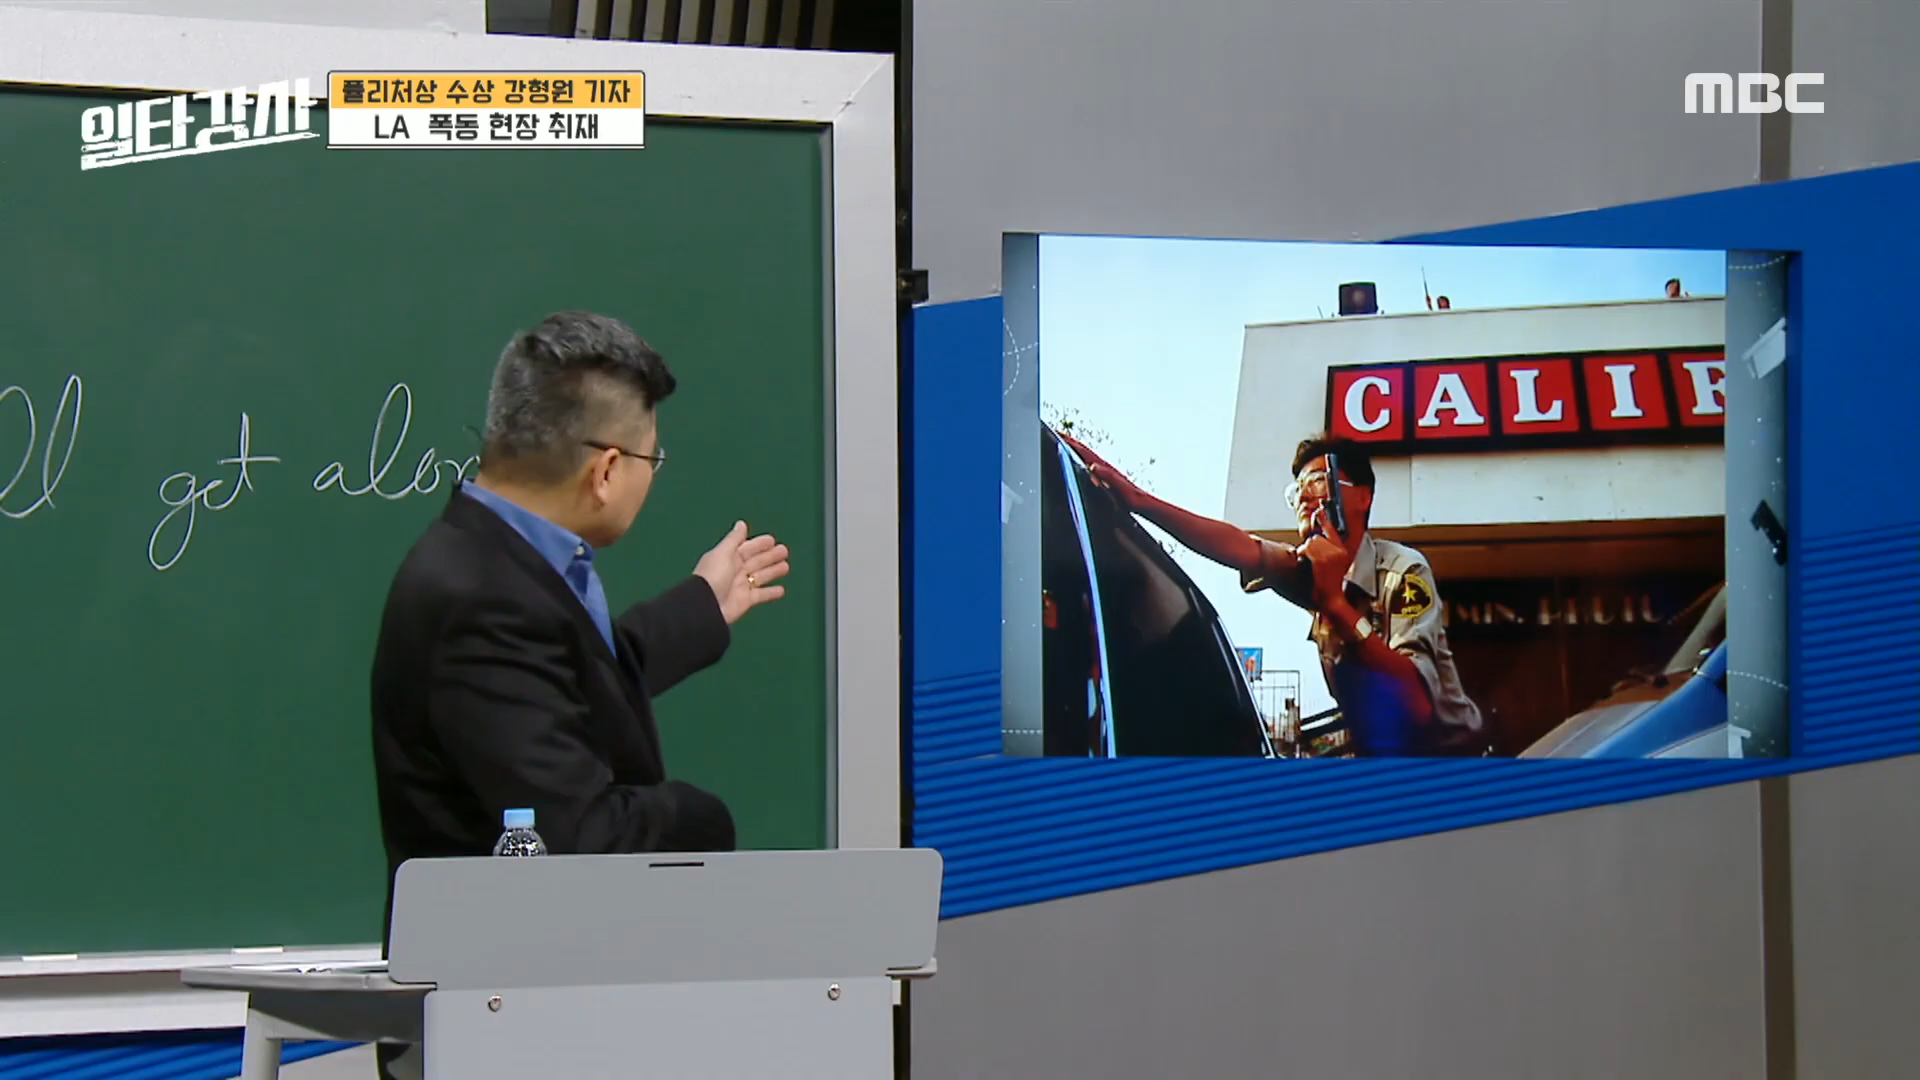 일타강사
퓰리처상 수상 강형원 기자
LA 폭동 현장 취재
MBC
get alon
CALIF